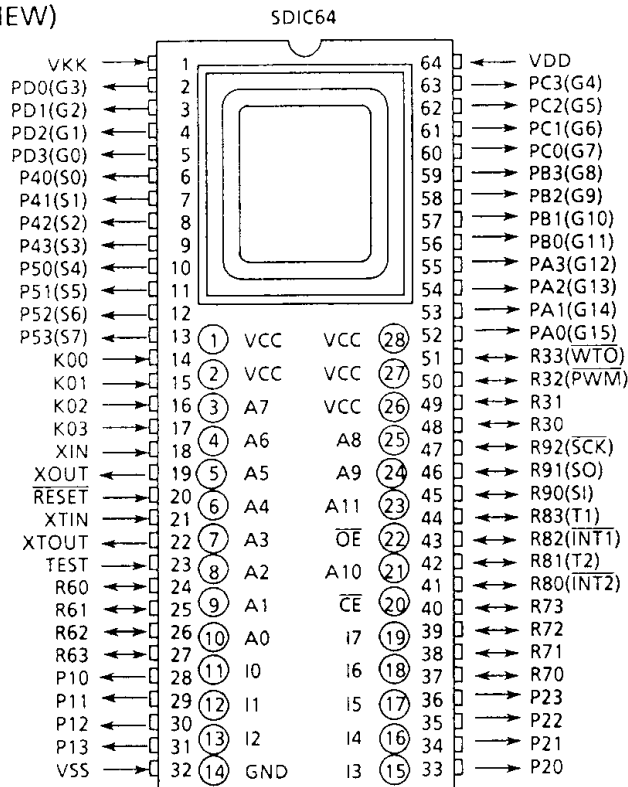 IEW)
SDIC64
VKK 1
PD0(G3) 2
PD1(G2) 3
PD2(G1) 4
PD3(G0) 5
P40(S0) 6
P41(S1) 7
P42(S2) 8
P43(S3) 9
P50(S4) 10
P51(S5) 11
P52(S6) 12
P53(S7) 13
K00 14
K01 15
K02 16
K03 17
XIN 18
XOUT 19
RESET 20
XTIN 21
XTOUT 22
TEST 23
R60 24
R61 25
R62 26
R63 27
P10 28
P11 29
P12 30
P13 31
VSS 32
1 VCC VCC 28
2 VCC VCC 27
3 A7 VCC 26
4 A6 A8 25
5 A5 A9 24
6 A4 A11 23
7 A3 OE 22
8 A2 A10 21
9 A1 CE 20
10 A0 I7 19
11 I0 I6 18
12 I1 I5 17
13 I2 I4 16
14 GND I3 15
64 VDD
63 PC3(G4)
62 PC2(G5)
61 PC1(G6)
60 PC0(G7)
59 PB3(G8)
58 PB2(G9)
57 PB1(G10)
56 PB0(G11)
55 PA3(G12)
54 PA2(G13)
53 PA1(G14)
52 PA0(G15)
51 R33(WTO)
50 R32(PWM)
49 R31
48 R30
47 R92(SCK)
46 R91(SO)
45 R90(SI)
44 R83(T1)
43 R82(INT1)
42 R81(T2)
41 R80(INT2)
40 R73
39 R72
38 R71
37 R70
36 P23
35 P22
34 P21
33 P20